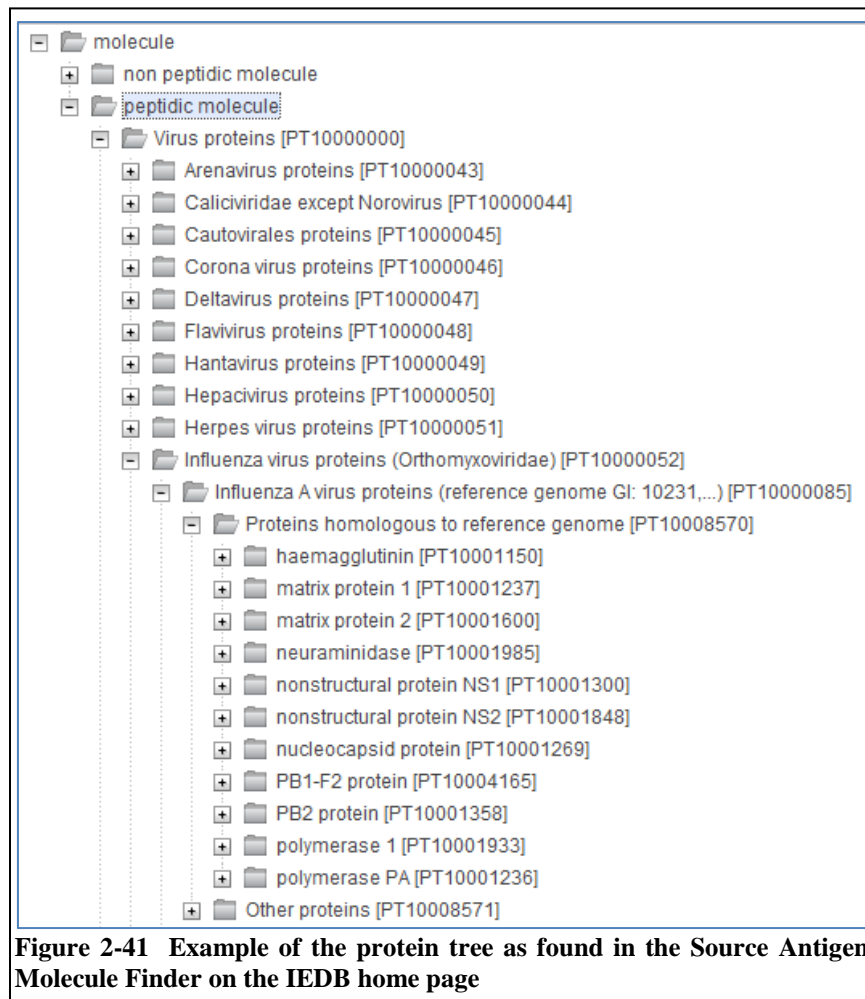 molecule
non peptidic molecule
peptidic molecule
Virus proteins [PT10000000]
Arenavirus proteins [PT10000043]
Caliciviridae except Norovirus [PT10000044]
Cautovirales proteins [PT10000045]
Corona virus proteins [PT10000046]
Deltavirus proteins [PT10000047]
Flavivirus proteins [PT10000048]
Hantavirus proteins [PT10000049]
Hepacivirus proteins [PT10000050]
Herpes virus proteins [PT10000051]
Influenza virus proteins (Orthomyxoviridae) [PT10000052]
Influenza A virus proteins (reference genome GI: 10231,...) [PT10000085]
Proteins homologous to reference genome [PT10008570]
haemagglutinin [PT10001150]
matrix protein 1 [PT10001237]
matrix protein 2 [PT10001600]
neuraminidase [PT10001985]
nonstructural protein NS1 [PT10001300]
nonstructural protein NS2 [PT10001848]
nucleocapsid protein [PT10001269]
PB1-F2 protein [PT10004165]
PB2 protein [PT10001358]
polymerase 1 [PT10001933]
polymerase PA [PT10001236]
Other proteins [PT10008571]
Figure 2-41 Example of the protein tree as found in the Source Antigen
Molecule Finder on the IEDB home page